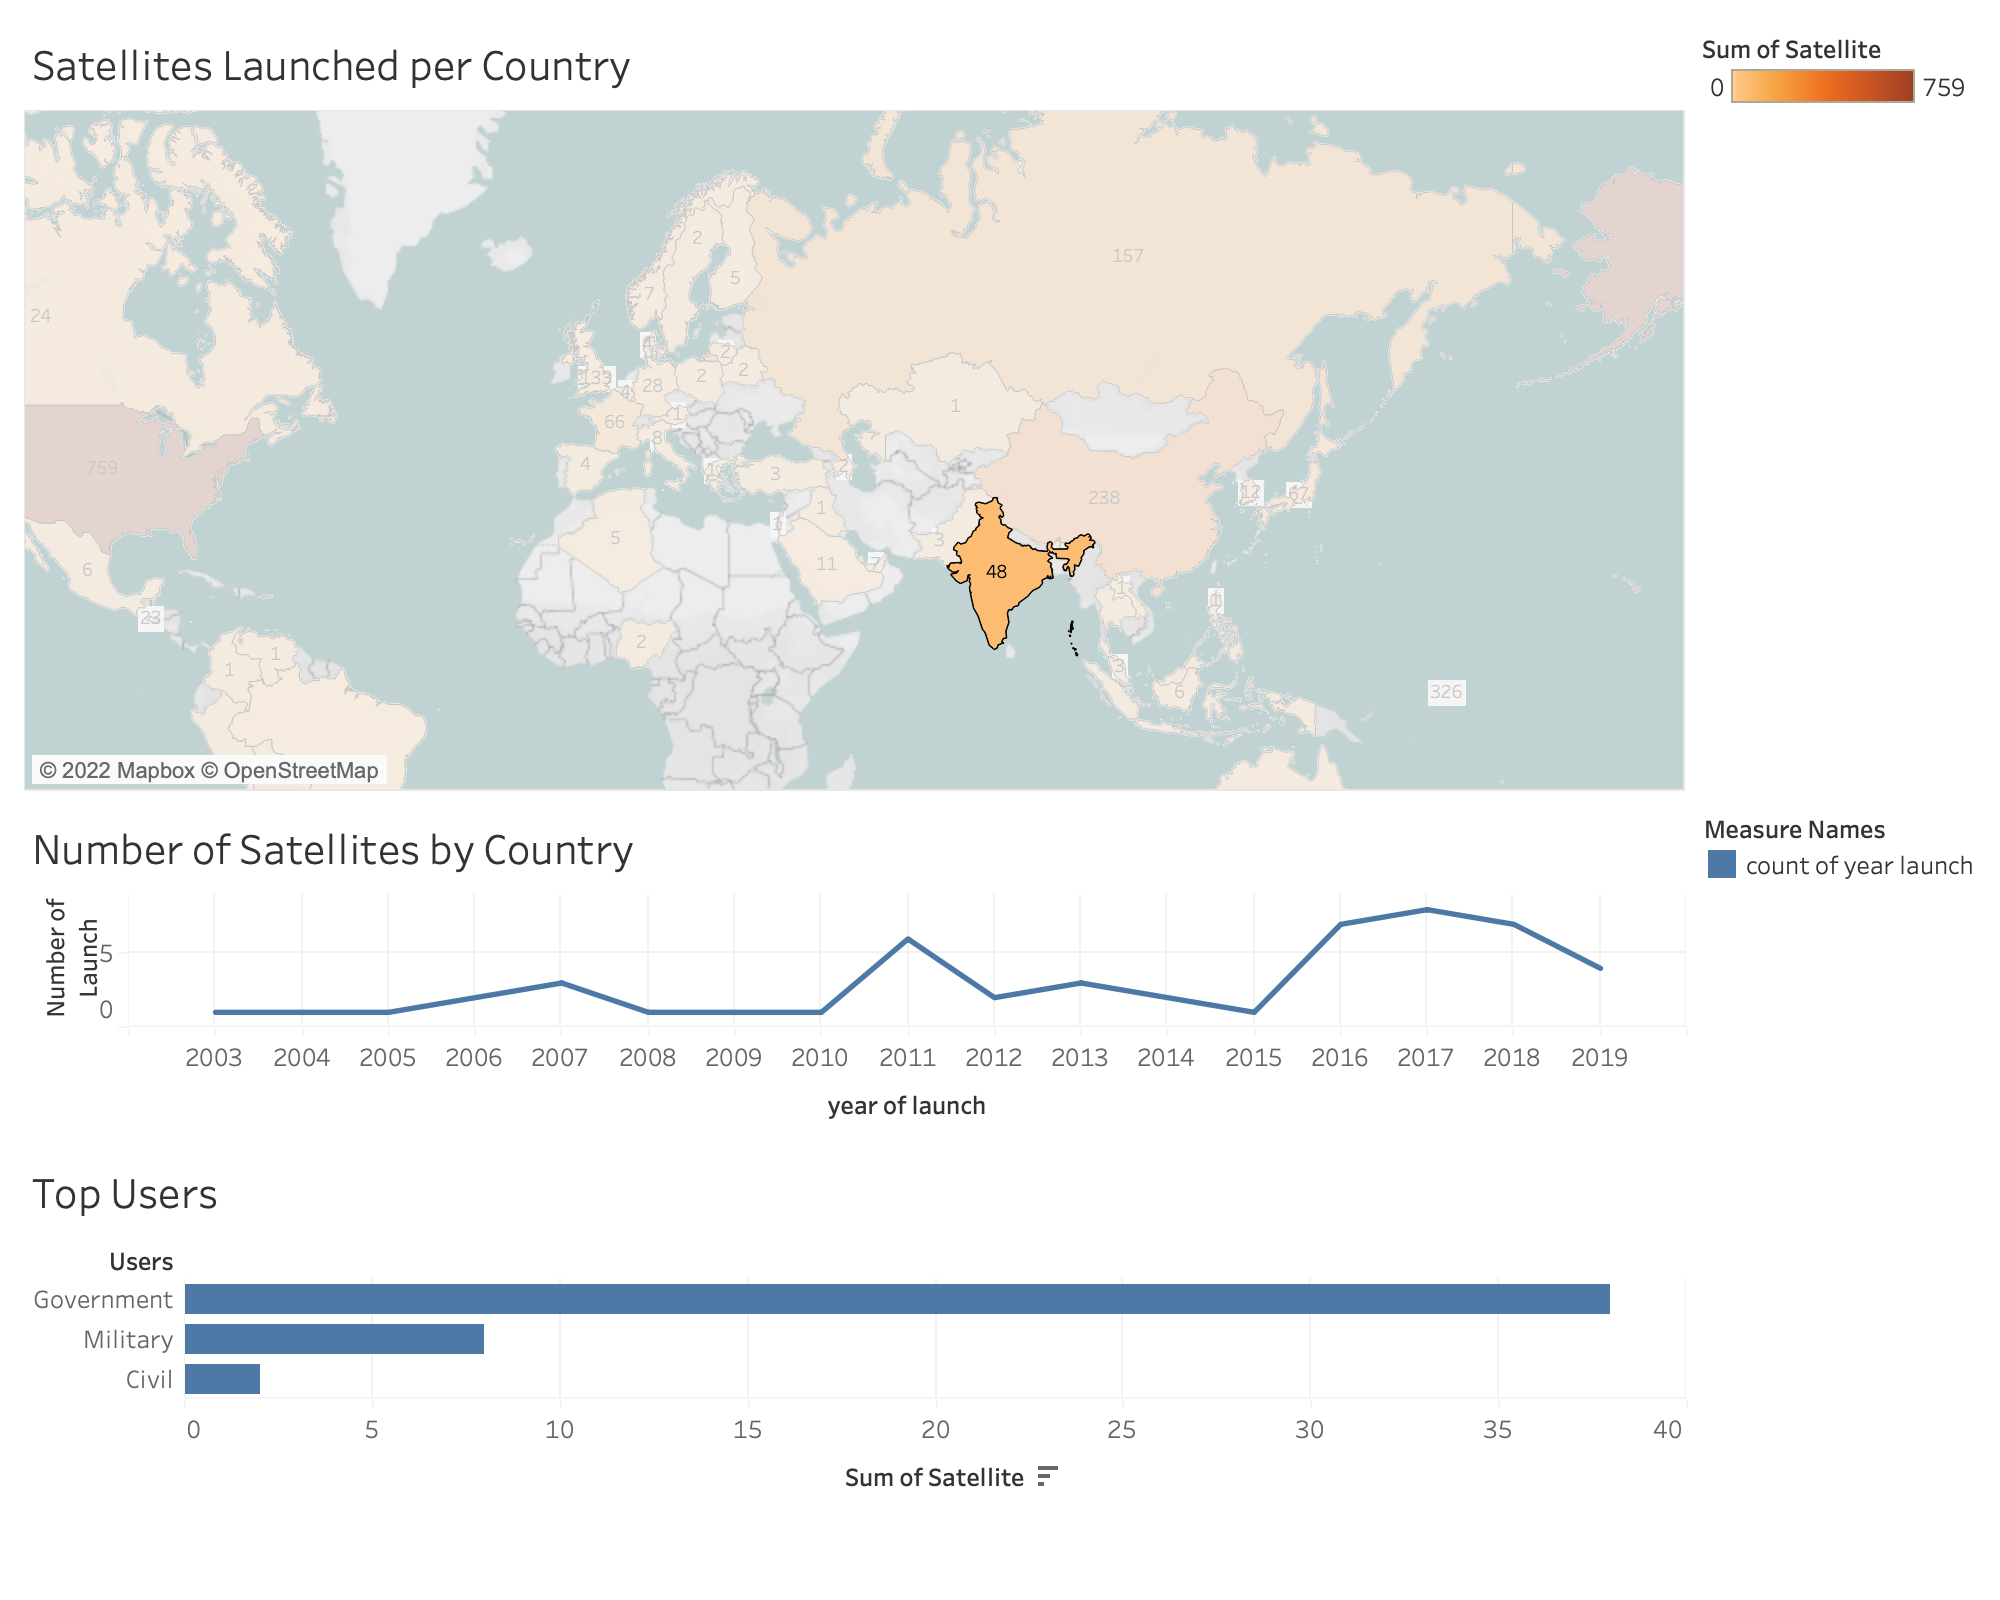 Satellites Launched per Country
Sum of Satellite
0 759
157
2
5
7
24
4
2
133
4
28
2
2
66
1
1
8
759
4
1
3
2
238
12
67
1
5
11
7
3
1
6
48
1
23
1
2
1
1
3
6
326
© 2022 Mapbox © OpenStreetMap
Number of Satellites by Country
Measure Names
count of year launch
Number of
Launch
5
0
2003 2004 2005 2006 2007 2008 2009 2010 2011 2012 2013 2014 2015 2016 2017 2018 2019
year of launch
Top Users
Users
Government
Military
Civil
0 5 10 15 20 25 30 35 40
Sum of Satellite